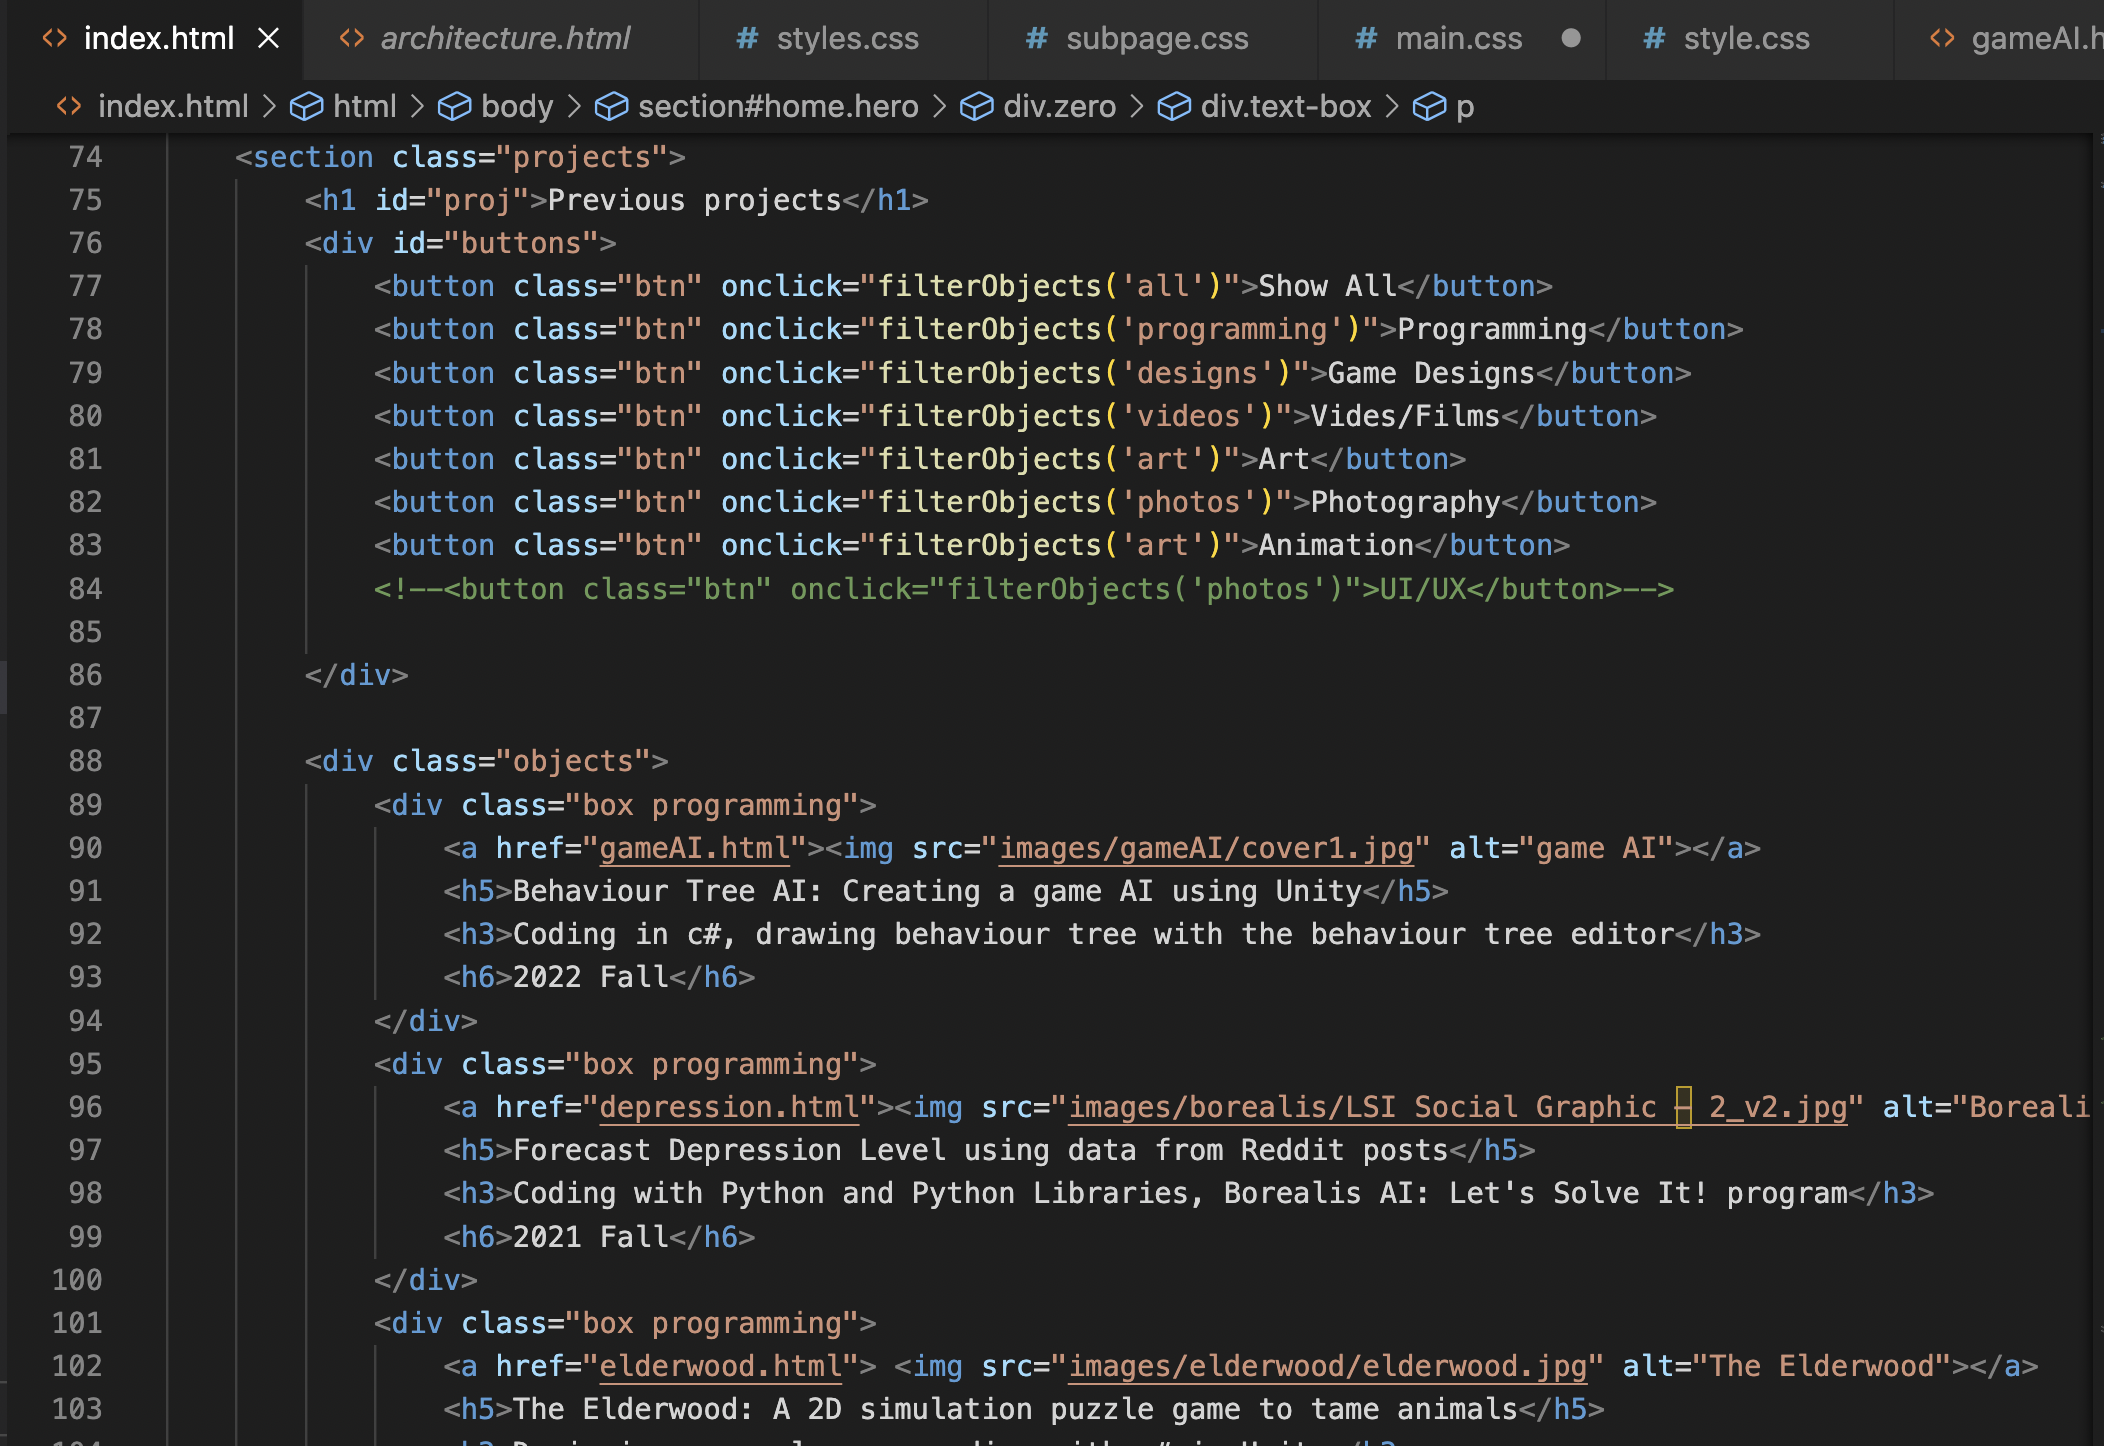 index.html architecture.html styles.css subpage.css main.css style.css gameAI.h
index.html > html > body > section#home.hero > div.zero > div.text-box > p
74 <section class="projects">
75 <h1 id="proj">Previous projects</h1>
76 <div id="buttons">
77 <button class="btn" onclick="filterObjects('all')">Show All</button>
78 <button class="btn" onclick="filterObjects('programming')">Programming</button>
79 <button class="btn" onclick="filterObjects('designs')">Game Designs</button>
80 <button class="btn" onclick="filterObjects('videos')">Vides/Films</button>
81 <button class="btn" onclick="filterObjects('art')">Art</button>
82 <button class="btn" onclick="filterObjects('photos')">Photography</button>
83 <button class="btn" onclick="filterObjects('art')">Animation</button>
84 <!--<button class="btn" onclick="filterObjects('photos')">UI/UX</button>-->
85
86 </div>
87
88 <div class="objects">
89 <div class="box programming">
90 <a href="gameAI.html"><img src="images/gameAI/cover1.jpg" alt="game AI"></a>
91 <h5>Behaviour Tree AI: Creating a game AI using Unity</h5>
92 <h3>Coding in c#, drawing behaviour tree with the behaviour tree editor</h3>
93 <h6>2022 Fall</h6>
94 </div>
95 <div class="box programming">
96 <a href="depression.html"><img src="images/borealis/LSI Social Graphic – 2_v2.jpg" alt="Boreali
97 <h5>Forecast Depression Level using data from Reddit posts</h5>
98 <h3>Coding with Python and Python Libraries, Borealis AI: Let's Solve It! program</h3>
99 <h6>2021 Fall</h6>
100 </div>
101 <div class="box programming">
102 <a href="elderwood.html"> <img src="images/elderwood/elderwood.jpg" alt="The Elderwood"></a>
103 <h5>The Elderwood: A 2D simulation puzzle game to tame animals</h5>